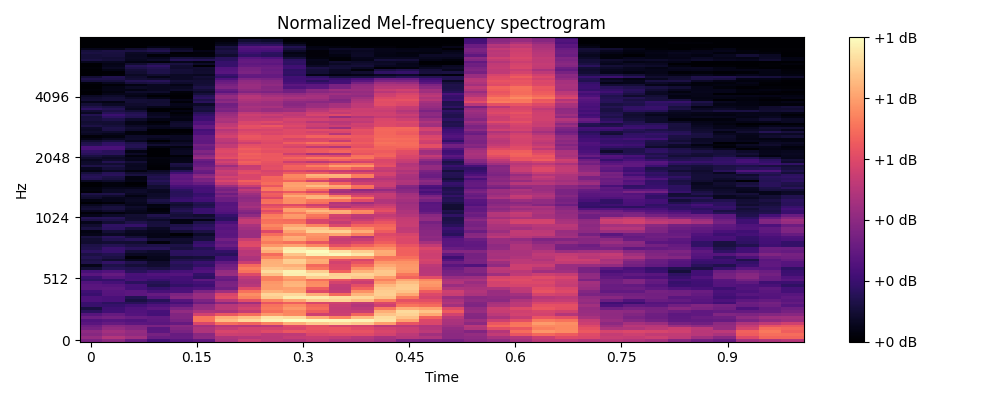 Normalized Mel-frequency spectrogram
Hz
4096
2048
1024
512
0
0 0.15 0.3 0.45 0.6 0.75 0.9
Time
+1 dB
+1 dB
+1 dB
+0 dB
+0 dB
+0 dB